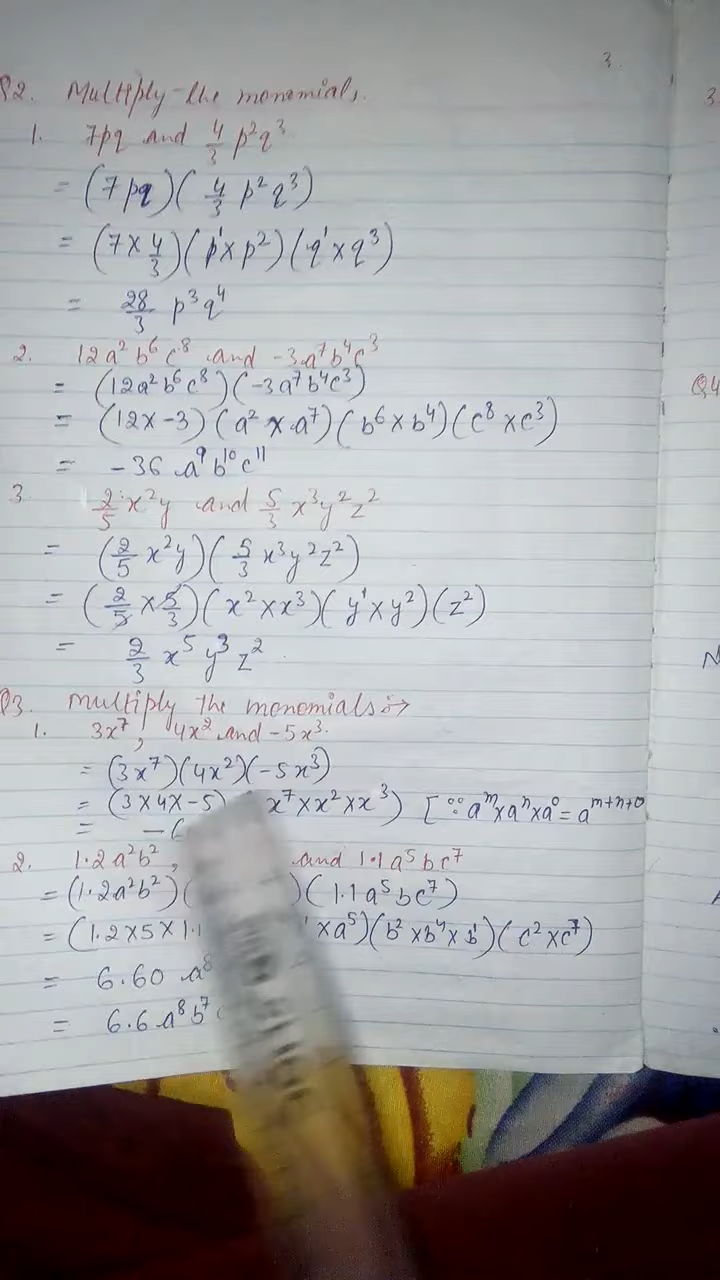 3.
Q2. Multiply the monomials.
1. 7pq and 4/3 p²q³
= (7pq)(4/3 p²q³)
= (7×4/3)(p¹×p²)(q¹×q³)
= 28/3 p³q⁴
2. 12a²b⁶c⁸ and -3a⁷b⁴c³
= (12a²b⁶c⁸)(-3a⁷b⁴c³)
= (12×-3)(a²×a⁷)(b⁶×b⁴)(c⁸×c³)
= -36 a⁹b¹⁰c¹¹
3. 2/5 x²y and 5/3 x³y²z²
= (2/5 x²y)(5/3 x³y²z²)
= (2/5 × 5/3)(x²×x³)(y¹×y²)(z²)
= 2/3 x⁵y³z²
Q3. Multiply the monomials :→
1. 3x⁷, 4x² and -5x³.
= (3x⁷)(4x²)(-5x³)
= (3×4×-5) x⁷×x²×x³) [∵ aᵐ×aⁿ×a⁰ = aᵐ⁺ⁿ⁺⁰
= -
2. 1.2a²b², and 1.1a⁵bc⁷
= (1.2a²b²)( )(1.1a⁵bc⁷)
= (1.2×5×1.1 ×a⁵)(b²×b⁴×b¹)(c²×c⁷)
= 6.60 a⁸
= 6.6a⁸b⁷
3
Q4